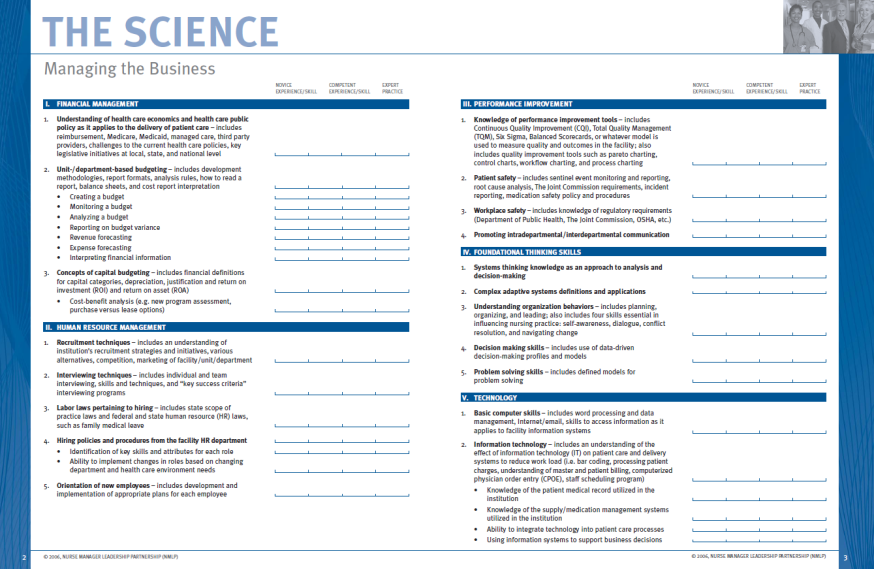 THE SCIENCE
Managing the Business
NOVICE
EXPERIENCE/SKILL
COMPETENT
EXPERIENCE/SKILL
EXPERT
PRACTICE
I. FINANCIAL MANAGEMENT
1. Understanding of health care economics and health care public
policy as it applies to the delivery of patient care – includes
reimbursement, Medicare, Medicaid, managed care, third party
providers, challenges to the current health care policies, key
legislative initiatives at local, state, and national level
2. Unit-/department-based budgeting – includes development
methodologies, report formats, analysis rules, how to read a
report, balance sheets, and cost report interpretation
• Creating a budget
• Monitoring a budget
• Analyzing a budget
• Reporting on budget variance
• Revenue forecasting
• Expense forecasting
• Interpreting financial information
3. Concepts of capital budgeting – includes financial definitions
for capital categories, depreciation, justification and return on
investment (ROI) and return on asset (ROA)
• Cost-benefit analysis (e.g. new program assessment,
purchase versus lease options)
II. HUMAN RESOURCE MANAGEMENT
1. Recruitment techniques – includes an understanding of
institution's recruitment strategies and initiatives, various
alternatives, competition, marketing of facility/unit/department
2. Interviewing techniques – includes individual and team
interviewing, skills and techniques, and "key success criteria"
interviewing programs
3. Labor laws pertaining to hiring – includes state scope of
practice laws and federal and state human resource (HR) laws,
such as family medical leave
4. Hiring policies and procedures from the facility HR department
• Identification of key skills and attributes for each role
• Ability to implement changes in roles based on changing
department and health care environment needs
5. Orientation of new employees – includes development and
implementation of appropriate plans for each employee
2
© 2006, NURSE MANAGER LEADERSHIP PARTNERSHIP (NMLP)
NOVICE
EXPERIENCE/SKILL
COMPETENT
EXPERIENCE/SKILL
EXPERT
PRACTICE
III. PERFORMANCE IMPROVEMENT
1. Knowledge of performance improvement tools – includes
Continuous Quality Improvement (CQI), Total Quality Management
(TQM), Six Sigma, Balanced Scorecards, or whatever model is
used to measure quality and outcomes in the facility; also
includes quality improvement tools such as pareto charting,
control charts, workflow charting, and process charting
2. Patient safety – includes sentinel event monitoring and reporting,
root cause analysis, The Joint Commission requirements, incident
reporting, medication safety policy and procedures
3. Workplace safety – includes knowledge of regulatory requirements
(Department of Public Health, The Joint Commission, OSHA, etc.)
4. Promoting intradepartmental/interdepartmental communication
IV. FOUNDATIONAL THINKING SKILLS
1. Systems thinking knowledge as an approach to analysis and
decision-making
2. Complex adaptive systems definitions and applications
3. Understanding organization behaviors – includes planning,
organizing, and leading; also includes four skills essential in
influencing nursing practice: self-awareness, dialogue, conflict
resolution, and navigating change
4. Decision making skills – includes use of data-driven
decision-making profiles and models
5. Problem solving skills – includes defined models for
problem solving
V. TECHNOLOGY
1. Basic computer skills – includes word processing and data
management, Internet/email, skills to access information as it
applies to facility information systems
2. Information technology – includes an understanding of the
effect of information technology (IT) on patient care and delivery
systems to reduce work load (i.e. bar coding, processing patient
charges, understanding of master and patient billing, computerized
physician order entry (CPOE), staff scheduling program)
• Knowledge of the patient medical record utilized in the
institution
• Knowledge of the supply/medication management systems
utilized in the institution
• Ability to integrate technology into patient care processes
• Using information systems to support business decisions
© 2006, NURSE MANAGER LEADERSHIP PARTNERSHIP (NMLP)
3